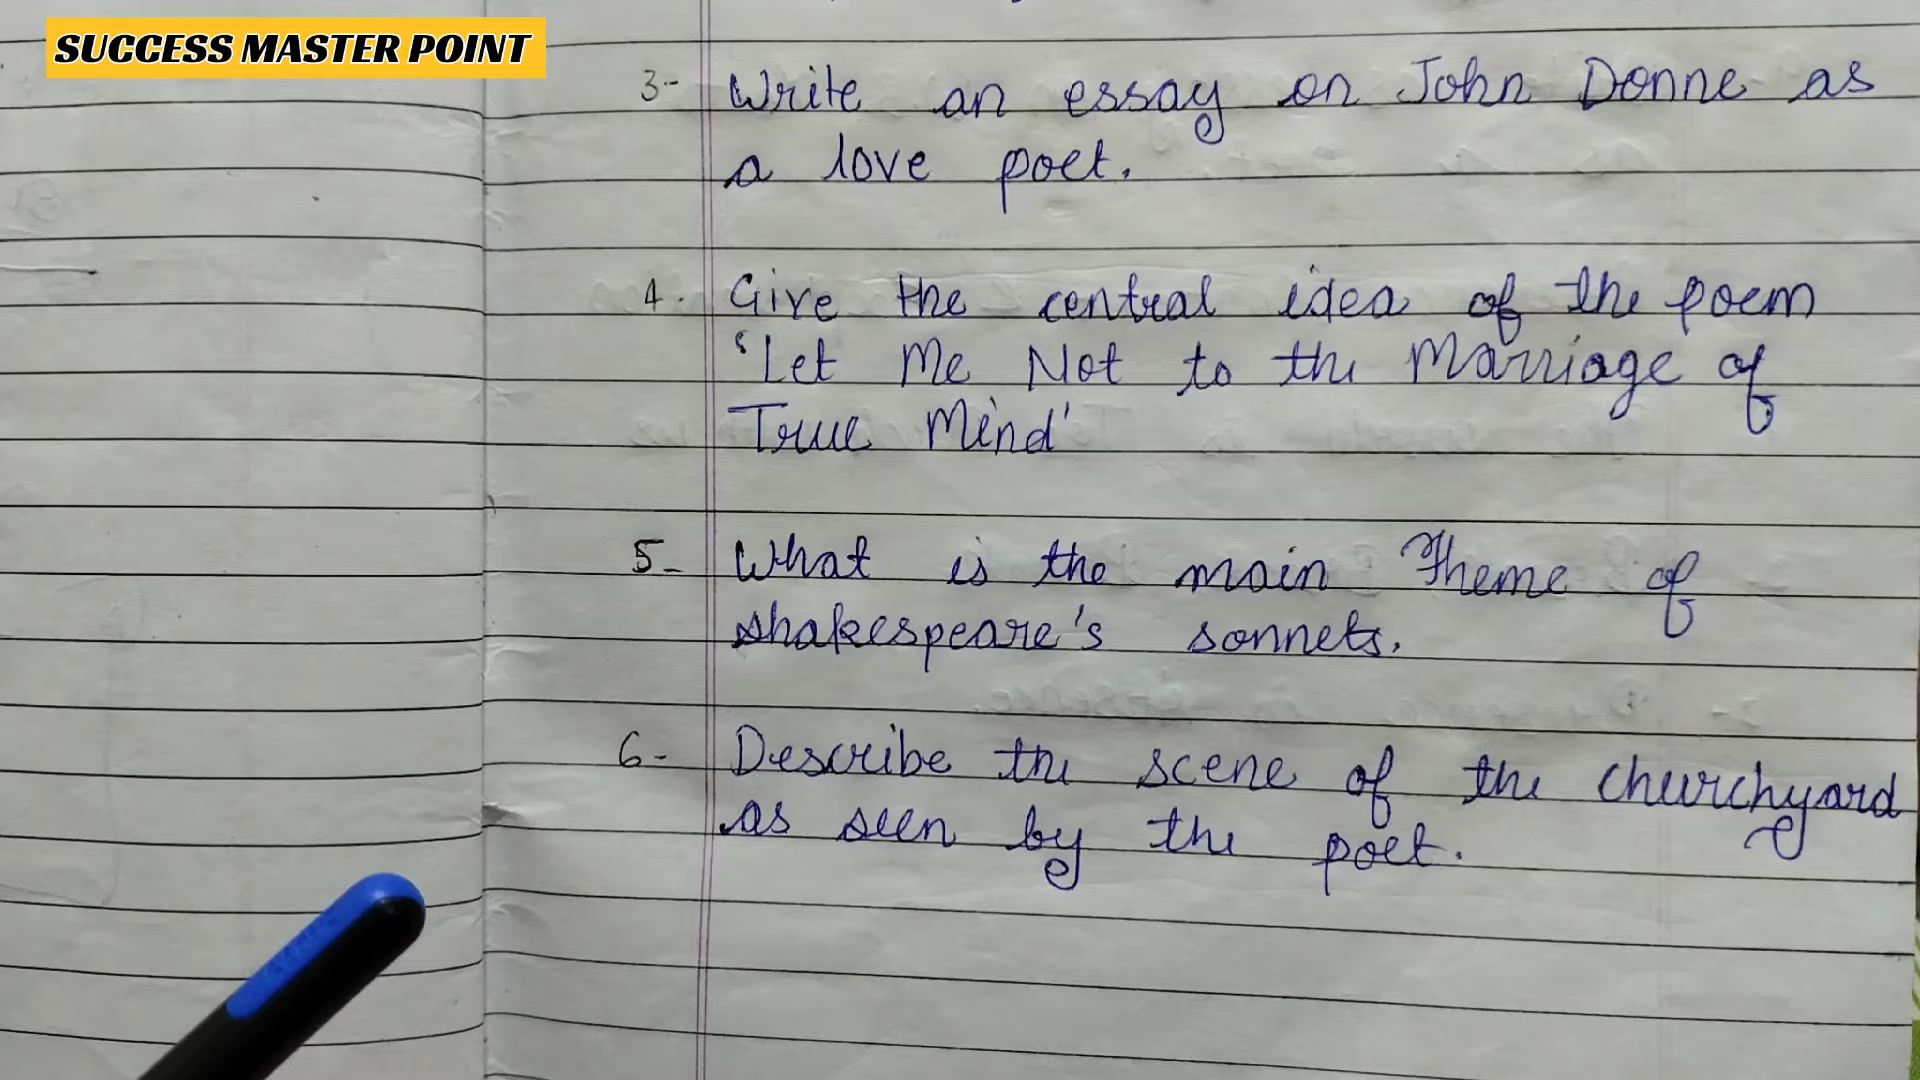 SUCCESS MASTER POINT
3- Write an essay on John Donne as
a love poet.
4. Give the central idea of the poem
'Let Me Not to the Marriage of
True Mind'
5- What is the main Theme of
shakespeare's sonnets.
6- Describe the scene of the churchyard
as seen by the poet.